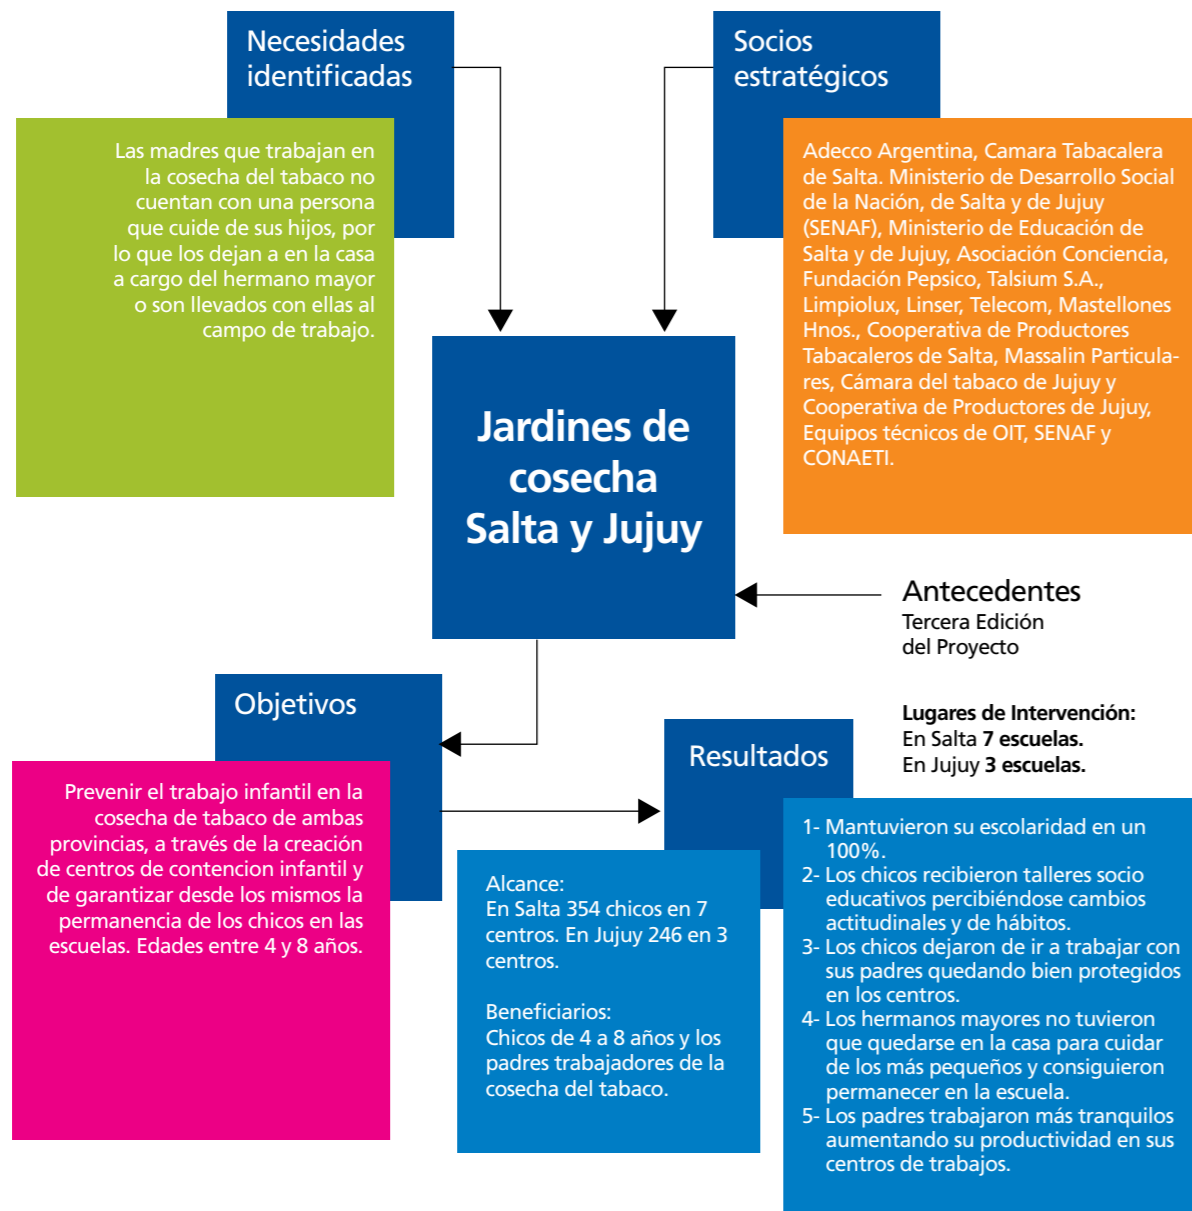 Necesidades
identificadas
Las madres que trabajan en
la cosecha del tabaco no
cuentan con una persona
que cuide de sus hijos, por
lo que los dejan a en la casa
a cargo del hermano mayor
o son llevados con ellas al
campo de trabajo.
Socios
estratégicos
Adecco Argentina, Camara Tabacalera
de Salta. Ministerio de Desarrollo Social
de la Nación, de Salta y de Jujuy
(SENAF), Ministerio de Educación de
Salta y de Jujuy, Asociación Conciencia,
Fundación Pepsico, Talsium S.A.,
Limpiolux, Linser, Telecom, Mastellones
Hnos., Cooperativa de Productores
Tabacaleros de Salta, Massalin Particula-
res, Cámara del tabaco de Jujuy y
Cooperativa de Productores de Jujuy,
Equipos técnicos de OIT, SENAF y
CONAETI.
Jardines de
cosecha
Salta y Jujuy
Antecedentes
Tercera Edición
del Proyecto
Lugares de Intervención:
En Salta 7 escuelas.
En Jujuy 3 escuelas.
Objetivos
Prevenir el trabajo infantil en la
cosecha de tabaco de ambas
provincias, a través de la creación
de centros de contencion infantil y
de garantizar desde los mismos la
permanencia de los chicos en las
escuelas. Edades entre 4 y 8 años.
Resultados
Alcance:
En Salta 354 chicos en 7
centros. En Jujuy 246 en 3
centros.
Beneficiarios:
Chicos de 4 a 8 años y los
padres trabajadores de la
cosecha del tabaco.
1- Mantuvieron su escolaridad en un
100%.
2- Los chicos recibieron talleres socio
educativos percibiéndose cambios
actitudinales y de hábitos.
3- Los chicos dejaron de ir a trabajar con
sus padres quedando bien protegidos
en los centros.
4- Los hermanos mayores no tuvieron
que quedarse en la casa para cuidar
de los más pequeños y consiguieron
permanecer en la escuela.
5- Los padres trabajaron más tranquilos
aumentando su productividad en sus
centros de trabajos.